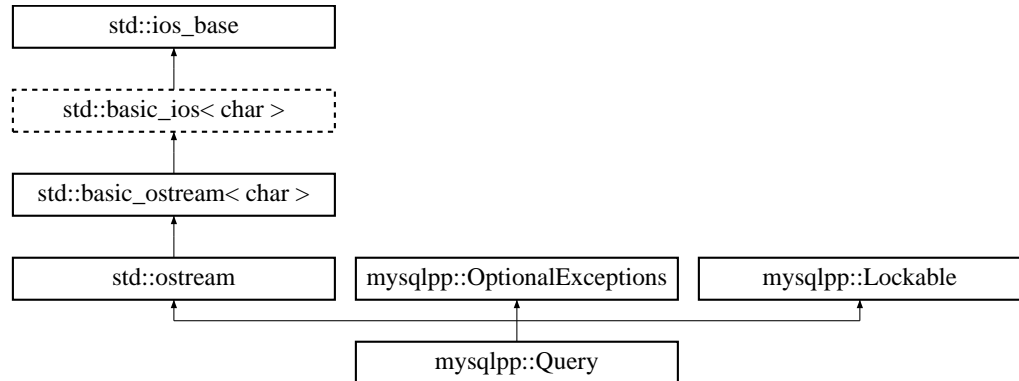 std::ios_base
std::basic_ios< char >
std::basic_ostream< char >
std::ostream
mysqlpp::OptionalExceptions
mysqlpp::Lockable
mysqlpp::Query